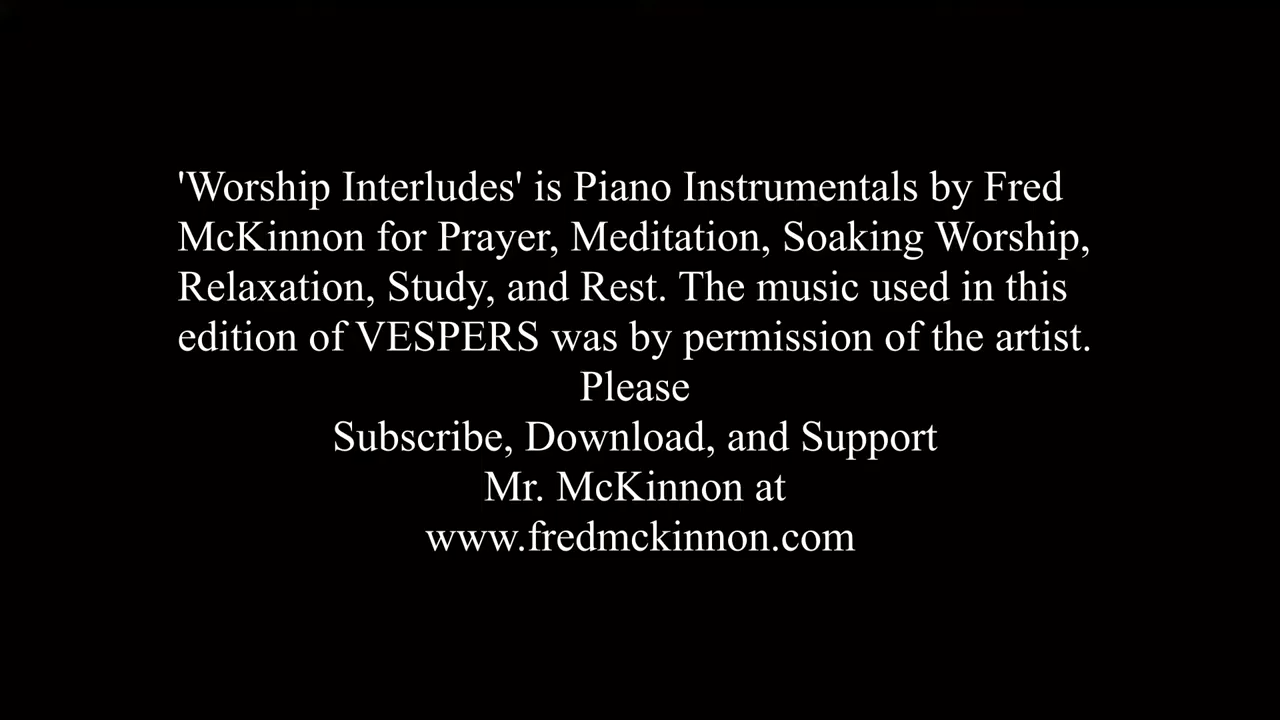 'Worship Interludes' is Piano Instrumentals by Fred
McKinnon for Prayer, Meditation, Soaking Worship,
Relaxation, Study, and Rest. The music used in this
edition of VESPERS was by permission of the artist.
Please
Subscribe, Download, and Support
Mr. McKinnon at
www.fredmckinnon.com